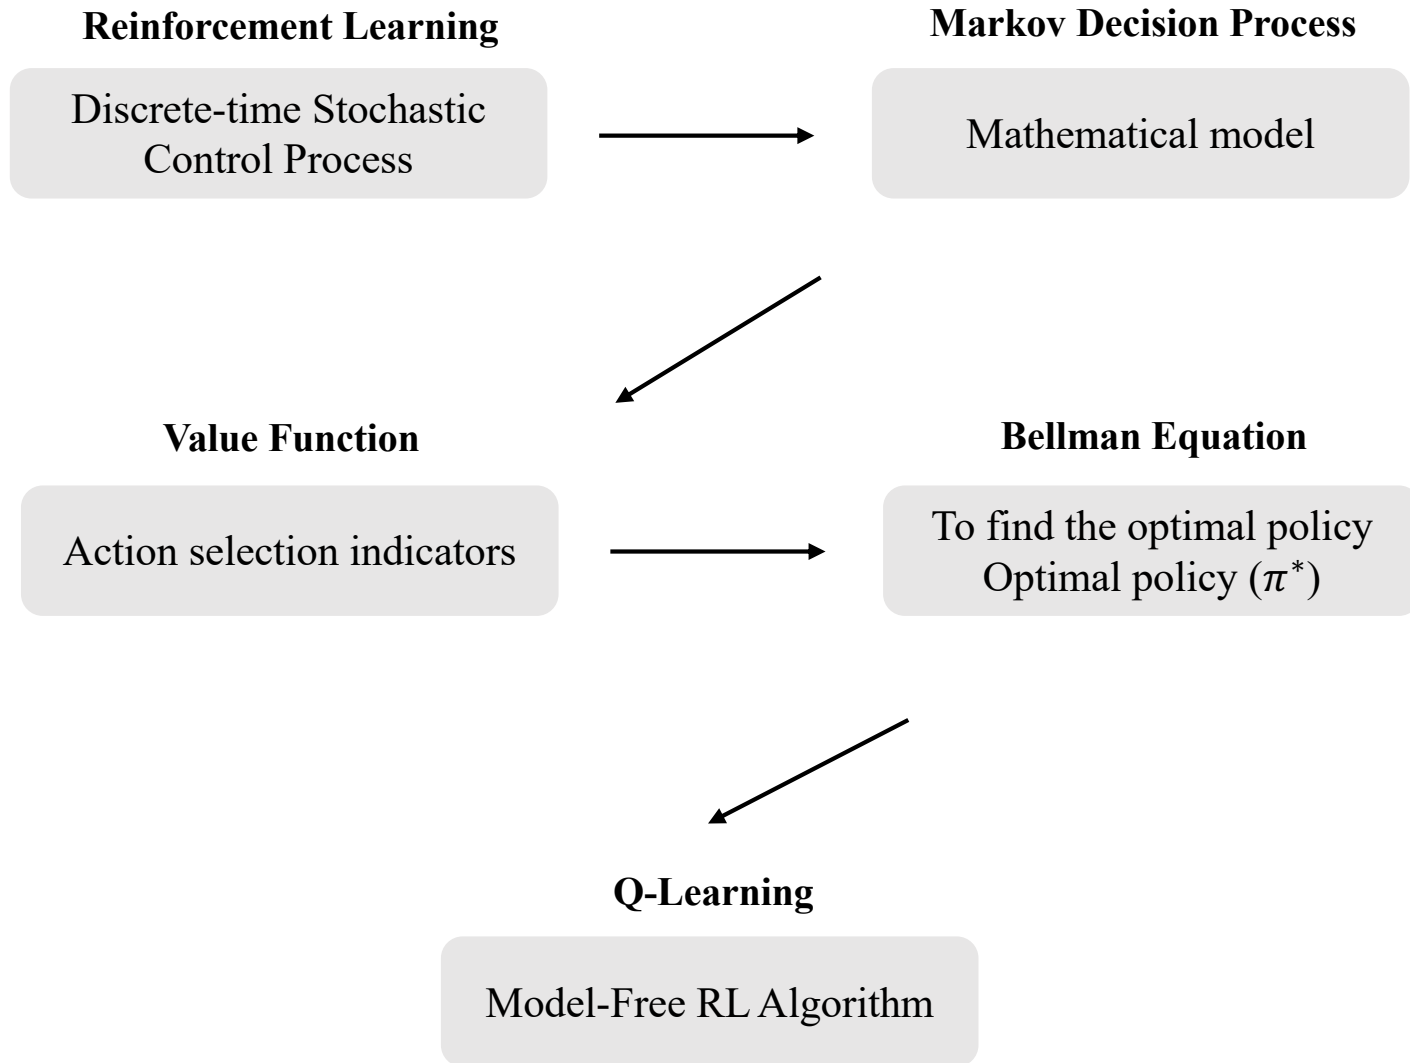 Reinforcement Learning
Discrete-time Stochastic
Control Process
Markov Decision Process
Mathematical model
Value Function
Action selection indicators
Bellman Equation
To find the optimal policy
Optimal policy (π*)
Q-Learning
Model-Free RL Algorithm